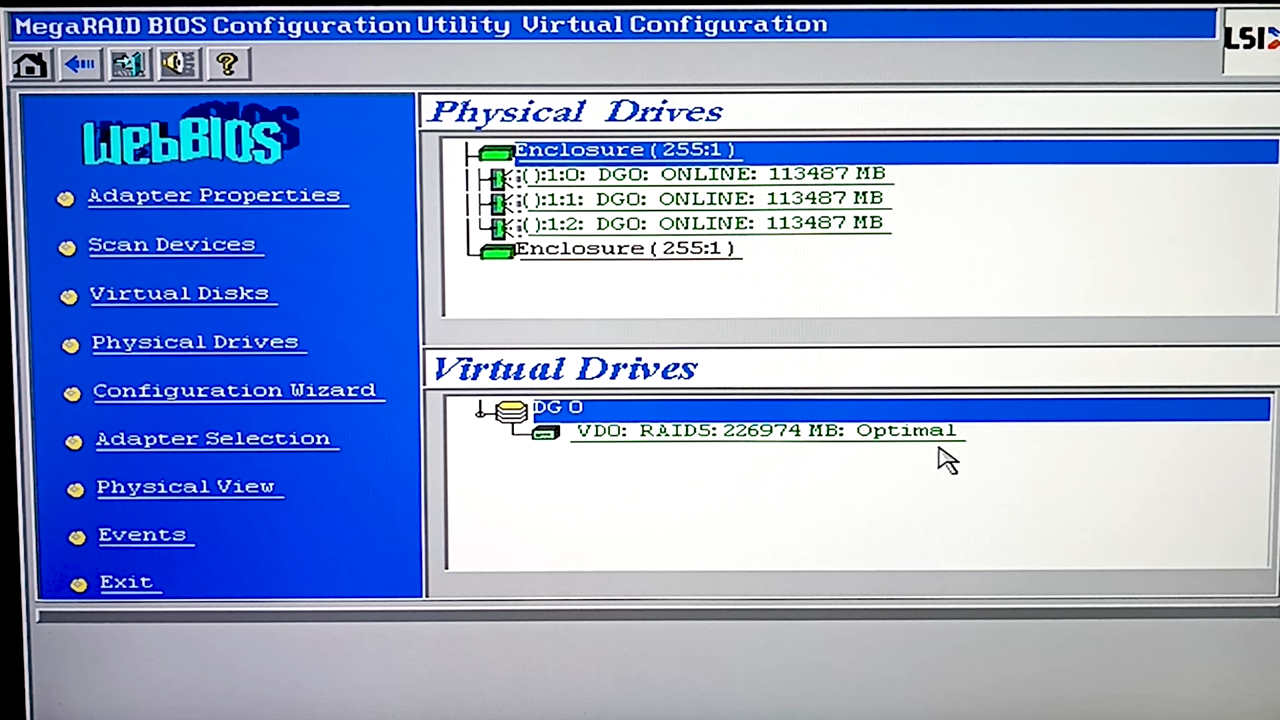 MegaRAID BIOS Configuration Utility Virtual Configuration
LSI
WebBIOS
Adapter Properties
Scan Devices
Virtual Disks
Physical Drives
Configuration Wizard
Adapter Selection
Physical View
Events
Exit
Physical Drives
Enclosure ( 255:1 )
( ):1:0: DG0: ONLINE: 113487 MB
( ):1:1: DG0: ONLINE: 113487 MB
( ):1:2: DG0: ONLINE: 113487 MB
Enclosure ( 255:1 )
Virtual Drives
DG 0
VD0: RAID5: 226974 MB: Optimal